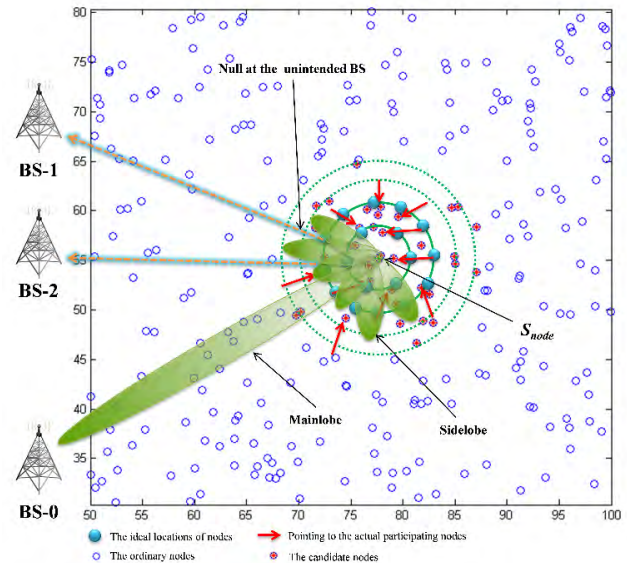 80
75
70
65
60
55
50
45
40
35
50 55 60 65 70 75 80 85 90 95 100
BS-1
BS-2
BS-0
Null at the unintended BS
S_node
Mainlobe
Sidelobe
The ideal locations of nodes
Pointing to the actual participating nodes
The ordinary nodes
The candidate nodes